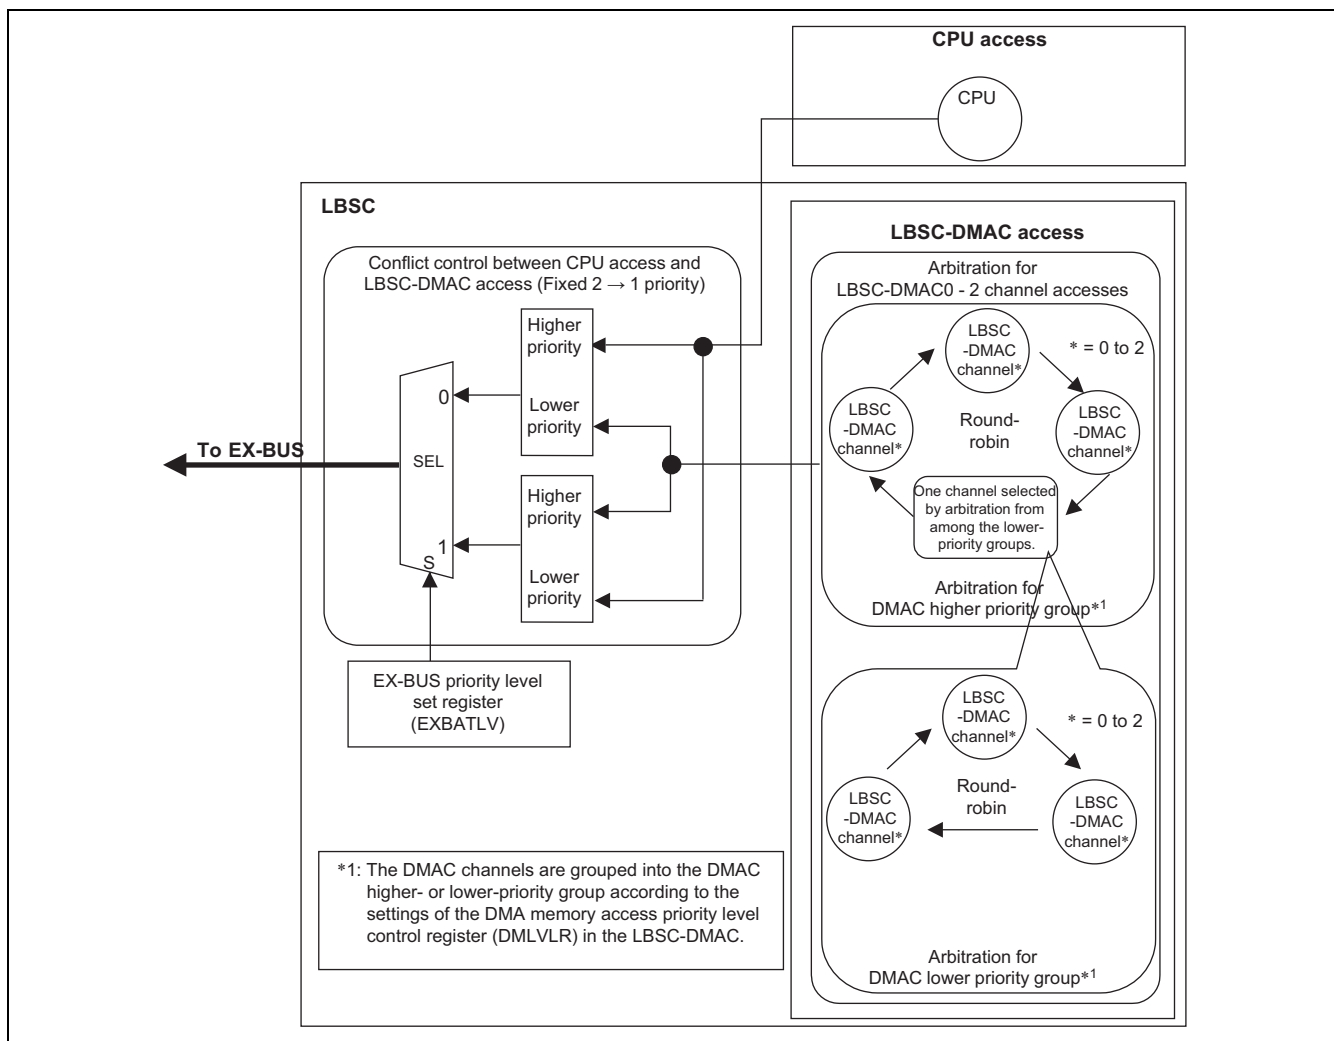 CPU access
CPU
LBSC
Conflict control between CPU access and
LBSC-DMAC access (Fixed 2 → 1 priority)
Higher
priority
Lower
priority
0
SEL
1
S
Higher
priority
Lower
priority
To EX-BUS
EX-BUS priority level
set register
(EXBATLV)
LBSC-DMAC access
Arbitration for
LBSC-DMAC0 - 2 channel accesses
LBSC
-DMAC
channel*
* = 0 to 2
LBSC
-DMAC
channel*
Round-
robin
LBSC
-DMAC
channel*
One channel selected
by arbitration from
among the lower-
priority groups.
Arbitration for
DMAC higher priority group*1
LBSC
-DMAC
channel*
* = 0 to 2
LBSC
-DMAC
channel*
Round-
robin
LBSC
-DMAC
channel*
Arbitration for
DMAC lower priority group*1
*1: The DMAC channels are grouped into the DMAC
higher- or lower-priority group according to the
settings of the DMA memory access priority level
control register (DMLVLR) in the LBSC-DMAC.